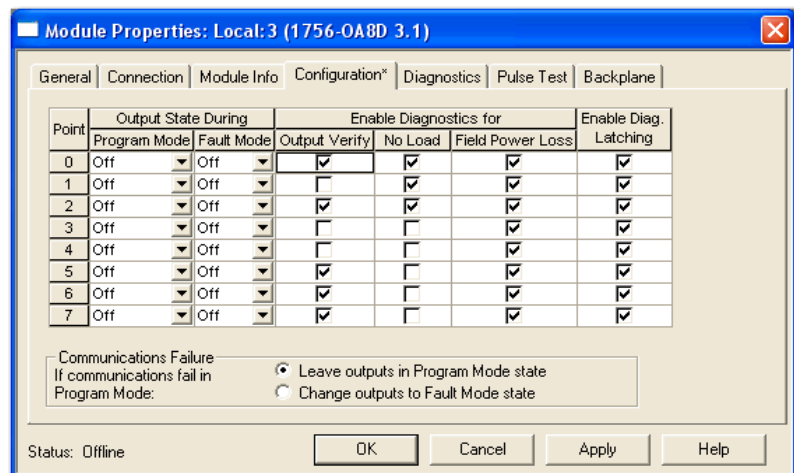 Module Properties: Local:3 (1756-OA8D 3.1)
General Connection Module Info Configuration* Diagnostics Pulse Test Backplane
Point Output State During Enable Diagnostics for Enable Diag. Latching
Program Mode Fault Mode Output Verify No Load Field Power Loss
0 Off Off
1 Off Off
2 Off Off
3 Off Off
4 Off Off
5 Off Off
6 Off Off
7 Off Off
Communications Failure
If communications fail in
Program Mode:
Leave outputs in Program Mode state
Change outputs to Fault Mode state
Status: Offline
OK Cancel Apply Help